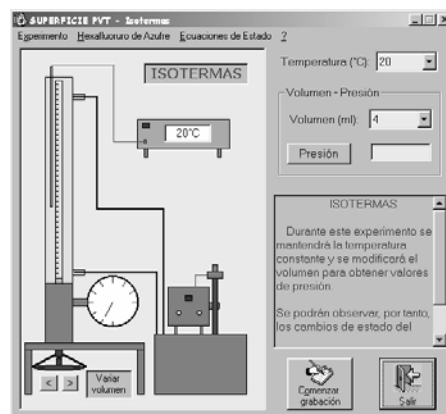 SUPERFICIE PVT - Isotermas
Experimento Hexafluoruro de Azufre Ecuaciones de Estado ?
ISOTERMAS
20°C
Variar
volumen
< >
Temperatura (°C): 20
Volumen - Presión
Volumen (ml): 4
Presión
ISOTERMAS
Durante este experimento se
mantendrá la temperatura
constante y se modificará el
volumen para obtener valores
de presión.
Se podrán observar, por tanto,
los cambios de estado del
Comenzar
grabación
Salir